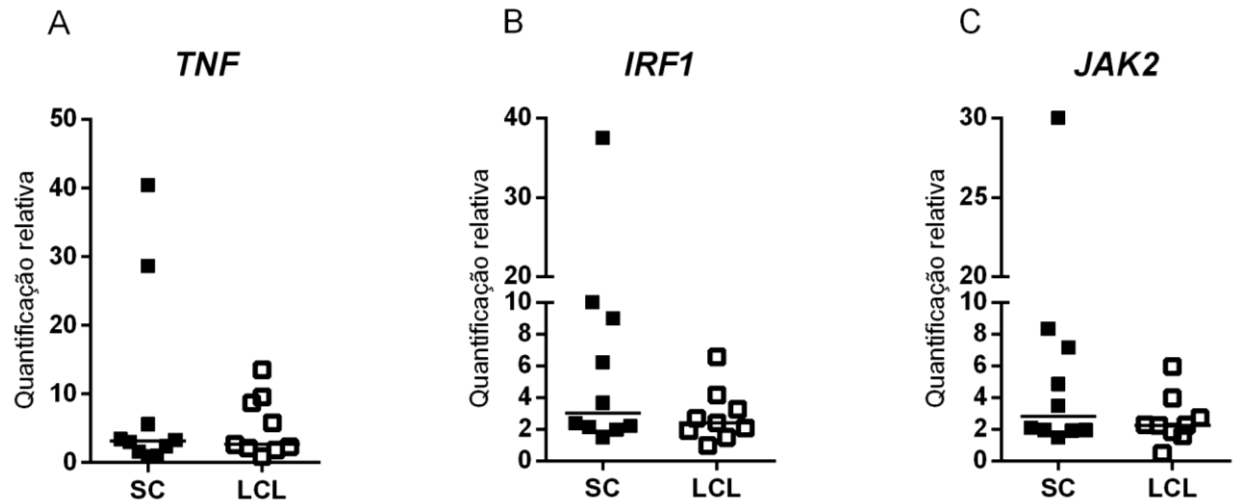 A
TNF
Quantificação relativa
50
40
30
20
10
0
SC LCL
B
IRF1
Quantificação relativa
40
30
20
10
8
6
4
2
0
SC LCL
C
JAK2
Quantificação relativa
30
25
20
10
8
6
4
2
0
SC LCL